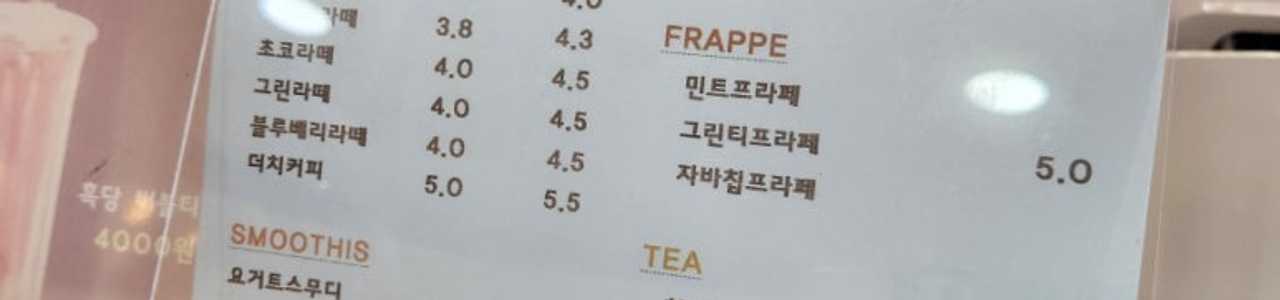 라떼 3.8 4.3
초코라떼 4.0 4.5
그린라떼 4.0 4.5
블루베리라떼 4.0 4.5
더치커피 5.0 5.5
SMOOTHIS
요거트스무디
FRAPPE
민트프라페
그린티프라페
자바칩프라페 5.0
TEA
흑당 버블티
4000원